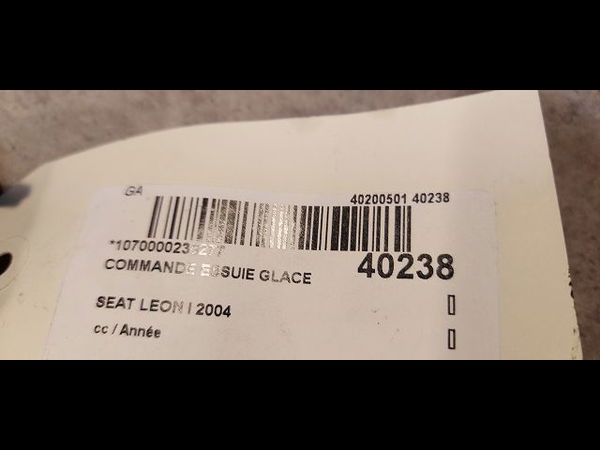 GA
40200501 40238
COMMANDE ESSUIE GLACE
40238
SEAT LEON I 2004
cc / Année